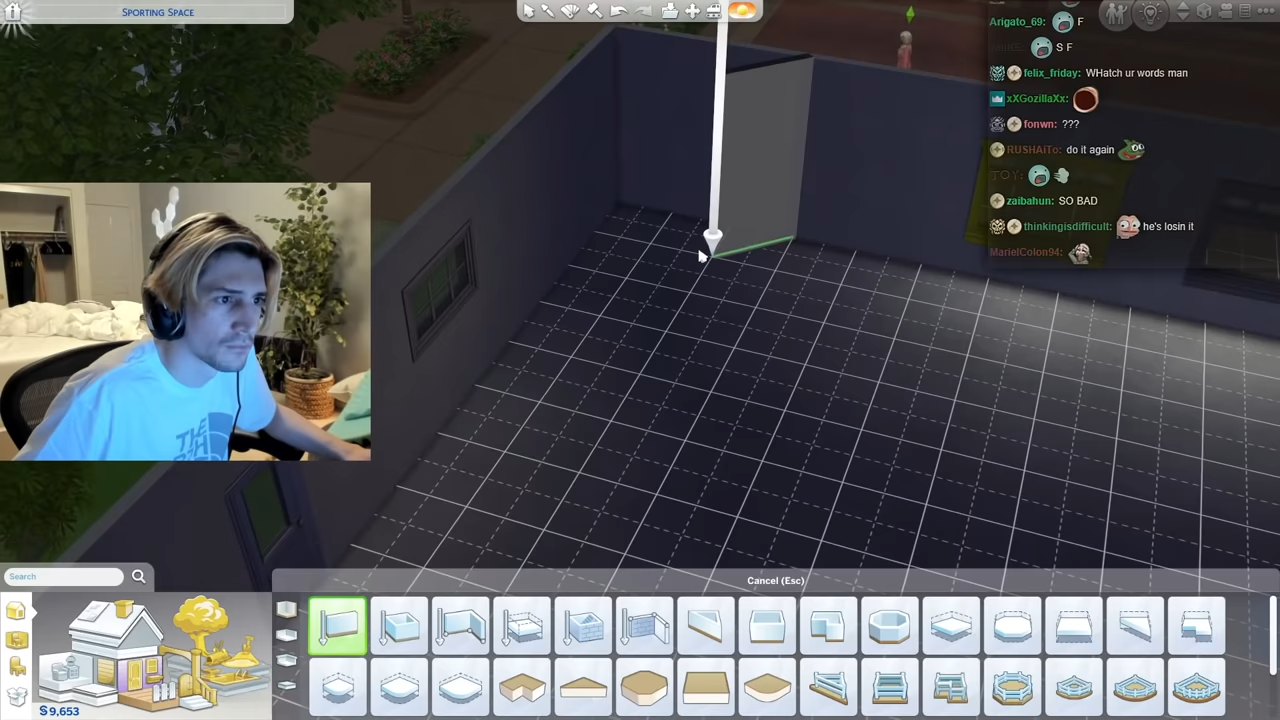 SPORTING SPACE
Arigato_69: F
S F
felix_friday: WHatch ur words man
xXGozillaXx:
fonwn: ???
RUSHAiTo: do it again
TOY:
zaibahun: SO BAD
thinkingisdifficult: he's losin it
MarielColon94:
THE
Cancel (Esc)
Search
$9,653